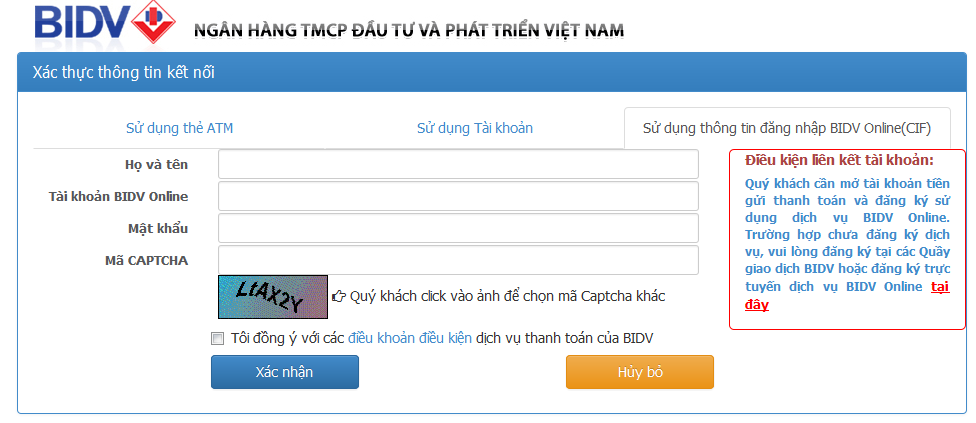 BIDV
NGÂN HÀNG TMCP ĐẦU TƯ VÀ PHÁT TRIỂN VIỆT NAM
Xác thực thông tin kết nối
Sử dụng thẻ ATM
Sử dụng Tài khoản
Sử dụng thông tin đăng nhập BIDV Online(CIF)
Họ và tên
Tài khoản BIDV Online
Mật khẩu
Mã CAPTCHA
LtAX2Y
Quý khách click vào ảnh để chọn mã Captcha khác
Tôi đồng ý với các điều khoản điều kiện dịch vụ thanh toán của BIDV
Xác nhận
Hủy bỏ
Điều kiện liên kết tài khoản:
Quý khách cần mở tài khoản tiền
gửi thanh toán và đăng ký sử
dụng dịch vụ BIDV Online.
Trường hợp chưa đăng ký dịch
vụ, vui lòng đăng ký tại các Quầy
giao dịch BIDV hoặc đăng ký trực
tuyến dịch vụ BIDV Online tại
đây